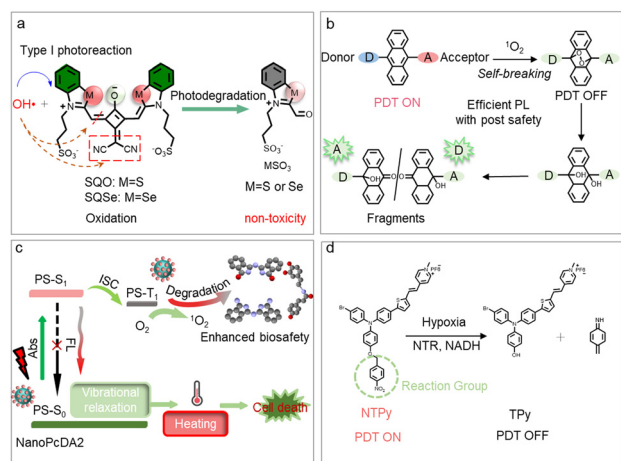 a
Type I photoreaction
M
O
M
OH• +
N
+
N
Photodegradation
M
N
O
NC
CN
SO₃⁻
⁻O₃S
SO₃⁻
MSO₃
SQO: M=S
SQSe: M=Se
M=S or Se
Oxidation
non-toxicity
b
Donor
D
A
Acceptor
¹O₂
Self-breaking
D
A
PDT ON
PDT OFF
Efficient PL
with post safety
A
D
D
OH
O
O
OH
A
D
OH
OH
A
Fragments
c
PS-S₁
ISC
PS-T₁
Degradation
O₂
¹O₂
Enhanced biosafety
Abs
FL
PS-S₀
Vibrational
relaxation
Heating
Cell death
NanoPcDA2
d
PF₆⁻
PF₆⁻
S
S
Br
N
Br
N
Hypoxia
NTR, NADH
+
NH
OH
NO₂
Reaction Group
NTPy
TPy
PDT ON
PDT OFF